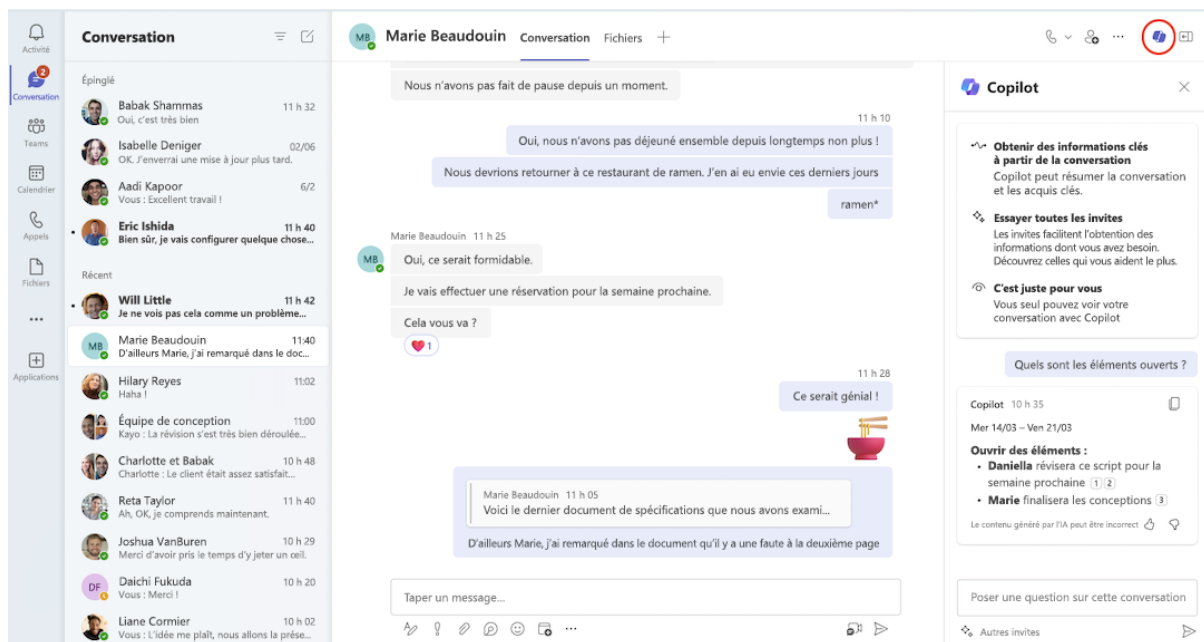 Activité
2
Conversation
Teams
Calendrier
Appels
Fichiers
Applications
Conversation
Épinglé
Babak Shammas 11 h 32
Oui, c'est très bien
Isabelle Deniger 02/06
OK. J'enverrai une mise à jour plus tard.
Aadi Kapoor 6/2
Vous : Excellent travail !
Eric Ishida 11 h 40
Bien sûr, je vais configurer quelque chose...
Récent
Will Little 11 h 42
Je ne vois pas cela comme un problème...
MB
Marie Beaudouin 11:40
D'ailleurs Marie, j'ai remarqué dans le doc...
Hilary Reyes 11:02
Haha !
Équipe de conception 11:00
Kayo : La révision s'est très bien déroulée...
Charlotte et Babak 10 h 48
Charlotte : Le client était assez satisfait...
Reta Taylor 11 h 40
Ah, OK, je comprends maintenant.
Joshua VanBuren 10 h 29
Merci d'avoir pris le temps d'y jeter un œil.
DF
Daichi Fukuda 10 h 20
Vous : Merci !
Liane Cormier 10 h 02
Vous : L'idée me plaît, nous allons la prése...
MB Marie Beaudouin Conversation Fichiers
Nous n'avons pas fait de pause depuis un moment.
11 h 10
Oui, nous n'avons pas déjeuné ensemble depuis longtemps non plus !
Nous devrions retourner à ce restaurant de ramen. J'en ai eu envie ces derniers jours
ramen*
Marie Beaudouin 11 h 25
MB
Oui, ce serait formidable.
Je vais effectuer une réservation pour la semaine prochaine.
Cela vous va ?
1
11 h 28
Ce serait génial !
Marie Beaudouin 11 h 05
Voici le dernier document de spécifications que nous avons exami...
D'ailleurs Marie, j'ai remarqué dans le document qu'il y a une faute à la deuxième page
Taper un message...
Copilot
Obtenir des informations clés
à partir de la conversation
Copilot peut résumer la conversation
et les acquis clés.
Essayer toutes les invites
Les invites facilitent l'obtention des
informations dont vous avez besoin.
Découvrez celles qui vous aident le plus.
C'est juste pour vous
Vous seul pouvez voir votre
conversation avec Copilot
Quels sont les éléments ouverts ?
Copilot 10 h 35
Mer 14/03 – Ven 21/03
Ouvrir des éléments :
• Daniella révisera ce script pour la
semaine prochaine 1 2
• Marie finalisera les conceptions 3
Le contenu généré par l'IA peut être incorrect
Poser une question sur cette conversation
Autres invites